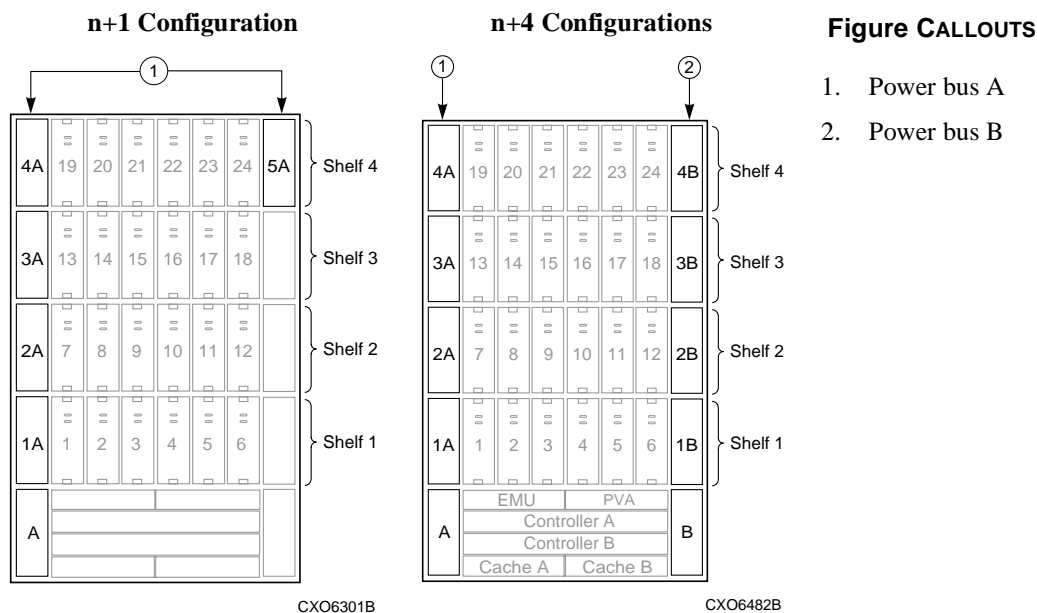 n+1 Configuration
n+4 Configurations
Figure CALLOUTS
1. Power bus A
2. Power bus B
1
4A 19 20 21 22 23 24 5A Shelf 4
3A 13 14 15 16 17 18 Shelf 3
2A 7 8 9 10 11 12 Shelf 2
1A 1 2 3 4 5 6 Shelf 1
A
CXO6301B
1 2
4A 19 20 21 22 23 24 4B Shelf 4
3A 13 14 15 16 17 18 3B Shelf 3
2A 7 8 9 10 11 12 2B Shelf 2
1A 1 2 3 4 5 6 1B Shelf 1
EMU PVA
Controller A
A B
Controller B
Cache A Cache B
CXO6482B